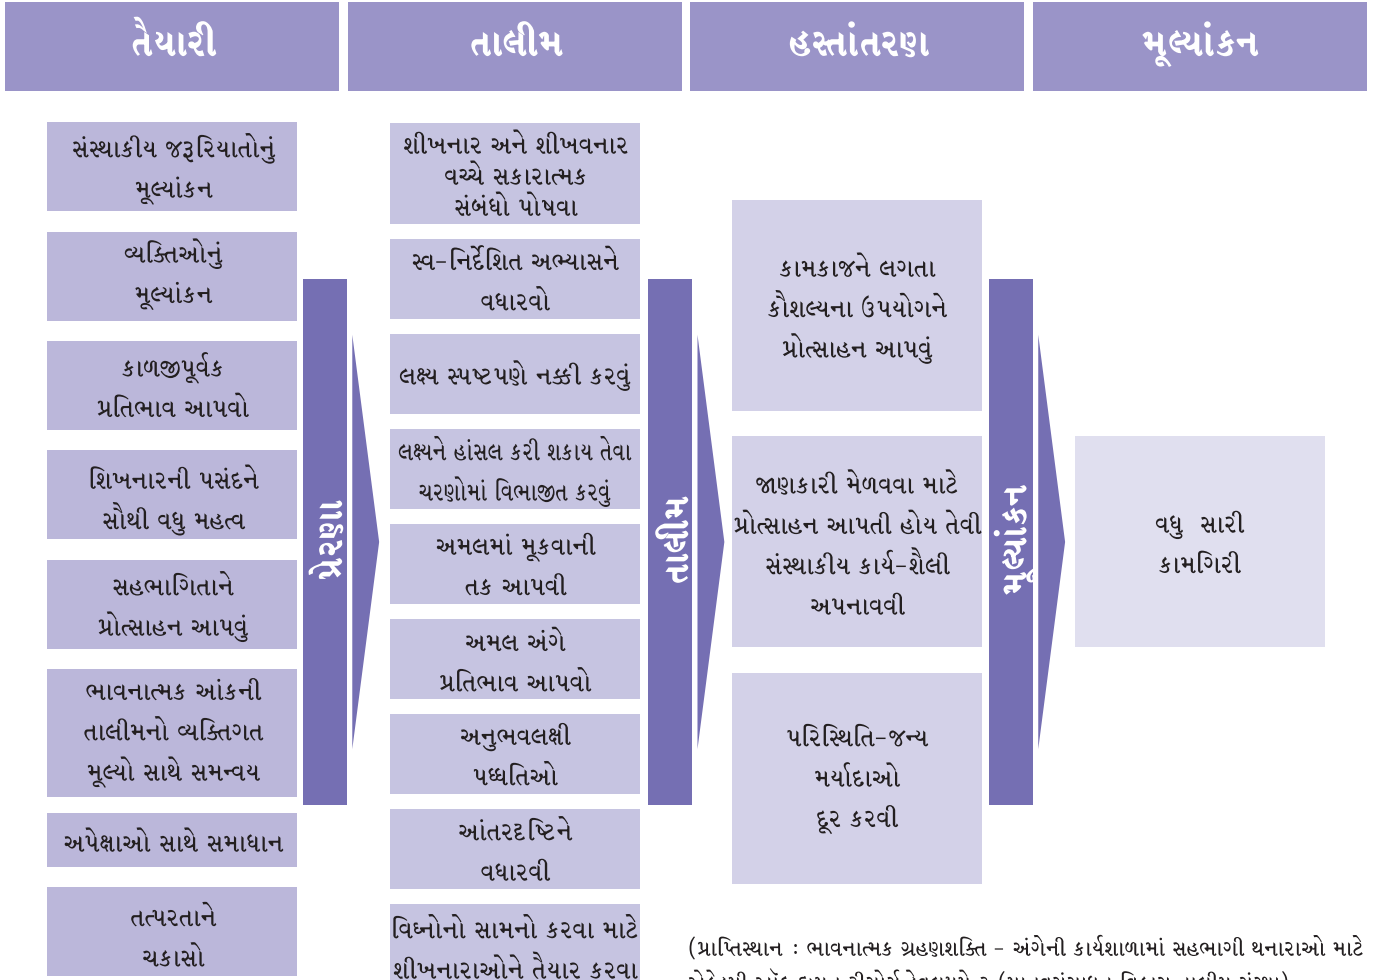 તૈયારી
સંસ્થાકીય જરૂરિયાતોનું
મૂલ્યાંકન
વ્યક્તિઓનું
મૂલ્યાંકન
કાળજીપૂર્વક
પ્રતિભાવ આપવો
શિખનારની પસંદને
સૌથી વધુ મહત્વ
સહભાગિતાને
પ્રોત્સાહન આપવું
ભાવનાત્મક આંકની
તાલીમનો વ્યક્તિગત
મૂલ્યો સાથે સમન્વય
અપેક્ષાઓ સાથે સમાધાન
તત્પરતાને
ચકાસો
પ્રેરણા
તાલીમ
શીખનાર અને શીખવનાર
વચ્ચે સકારાત્મક
સંબંધો પોષવા
સ્વ-નિર્દેશિત અભ્યાસને
વધારવો
લક્ષ્ય સ્પષ્ટપણે નક્કી કરવું
લક્ષ્યને હાંસલ કરી શકાય તેવા
ચરણોમાં વિભાજીત કરવું
અમલમાં મૂકવાની
તક આપવી
અમલ અંગે
પ્રતિભાવ આપવો
અનુભવલક્ષી
પધ્ધતિઓ
આંતરદષ્ટિને
વધારવી
વિઘ્નોનો સામનો કરવા માટે
શીખનારાઓને તૈયાર કરવા
તાલીમ
હસ્તાંતરણ
કામકાજને લગતા
કૌશલ્યના ઉપયોગને
પ્રોત્સાહન આપવું
જાણકારી મેળવવા માટે
પ્રોત્સાહન આપતી હોય તેવી
સંસ્થાકીય કાર્ય-શૈલી
અપનાવવી
પરિસ્થિતિ-જન્ય
મર્યાદાઓ
દૂર કરવી
મૂલ્યાંકન
મૂલ્યાંકન
વધુ સારી
કામગિરી
(પ્રાપ્તિસ્થાન : ભાવનાત્મક ગ્રહણશક્તિ - અંગેની કાર્યશાળામાં સહભાગી થનારાઓ માટે